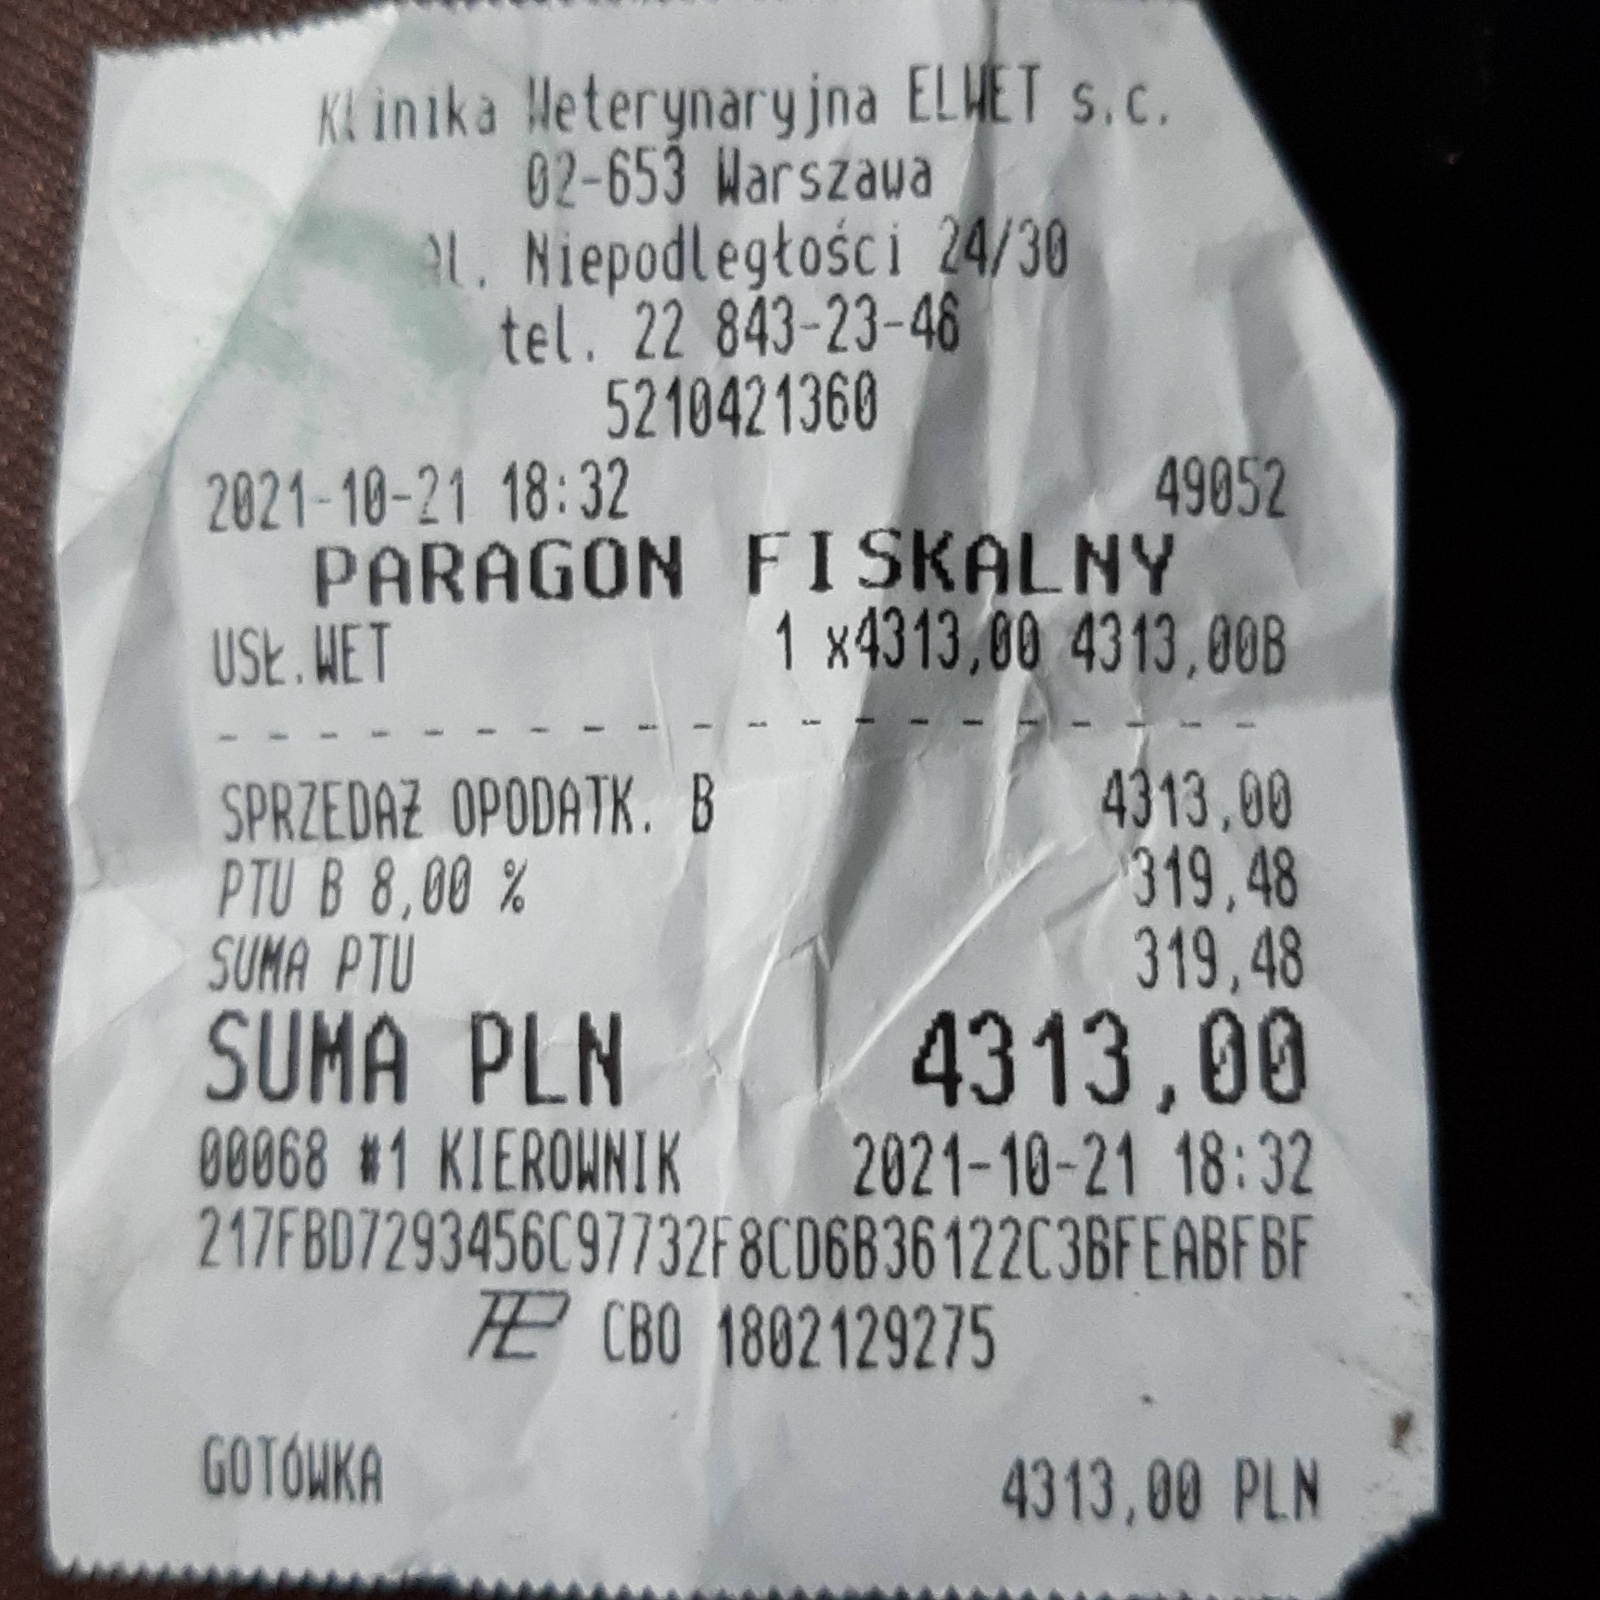 Klinika Weterynaryjna ELWET s.c.
02-653 Warszawa
Al. Niepodległości 24/30
tel. 22 843-23-46
5210421360
2021-10-21 18:32 49052
PARAGON FISKALNY
USŁ.WET 1 x4313,00 4313,00B
- - - - - - - - - - - - - - - - - - - -
SPRZEDAŻ OPODATK. B 4313,00
PTU B 8,00 % 319,48
SUMA PTU 319,48
SUMA PLN 4313,00
00068 #1 KIEROWNIK 2021-10-21 18:32
217FBD7293456C97732F8CD6B36122C3BFEABFBF
CBO 1802129275
GOTÓWKA 4313,00 PLN